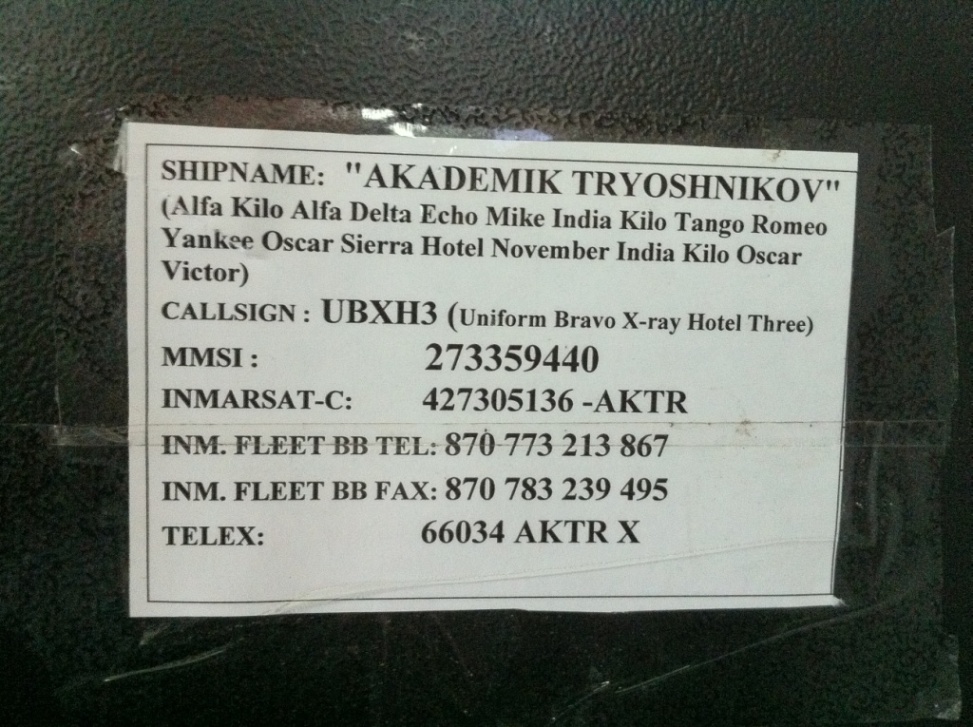 SHIPNAME: "AKADEMIK TRYOSHNIKOV"
(Alfa Kilo Alfa Delta Echo Mike India Kilo Tango Romeo
Yankee Oscar Sierra Hotel November India Kilo Oscar
Victor)
CALLSIGN : UBXH3 (Uniform Bravo X-ray Hotel Three)
MMSI : 273359440
INMARSAT-C: 427305136 -AKTR
INM. FLEET BB TEL: 870 773 213 867
INM. FLEET BB FAX: 870 783 239 495
TELEX: 66034 AKTR X